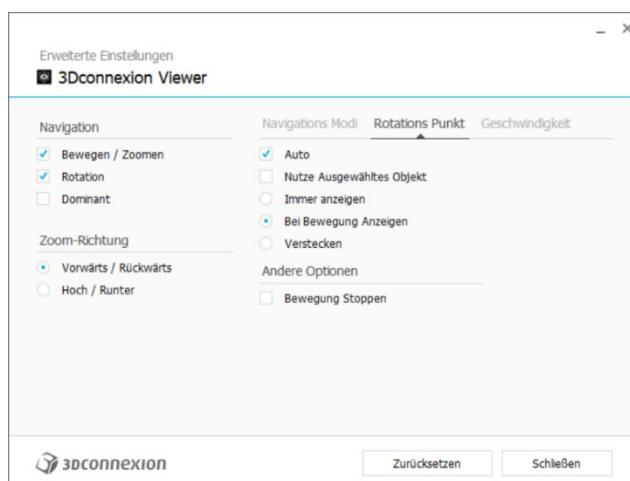 Erweiterte Einstellungen
3Dconnexion Viewer
Navigation
Bewegen / Zoomen
Rotation
Dominant
Zoom-Richtung
Vorwärts / Rückwärts
Hoch / Runter
Navigations Modi Rotations Punkt Geschwindigkeit
Auto
Nutze Ausgewähltes Objekt
Immer anzeigen
Bei Bewegung Anzeigen
Verstecken
Andere Optionen
Bewegung Stoppen
3Dconnexion
Zurücksetzen
Schließen